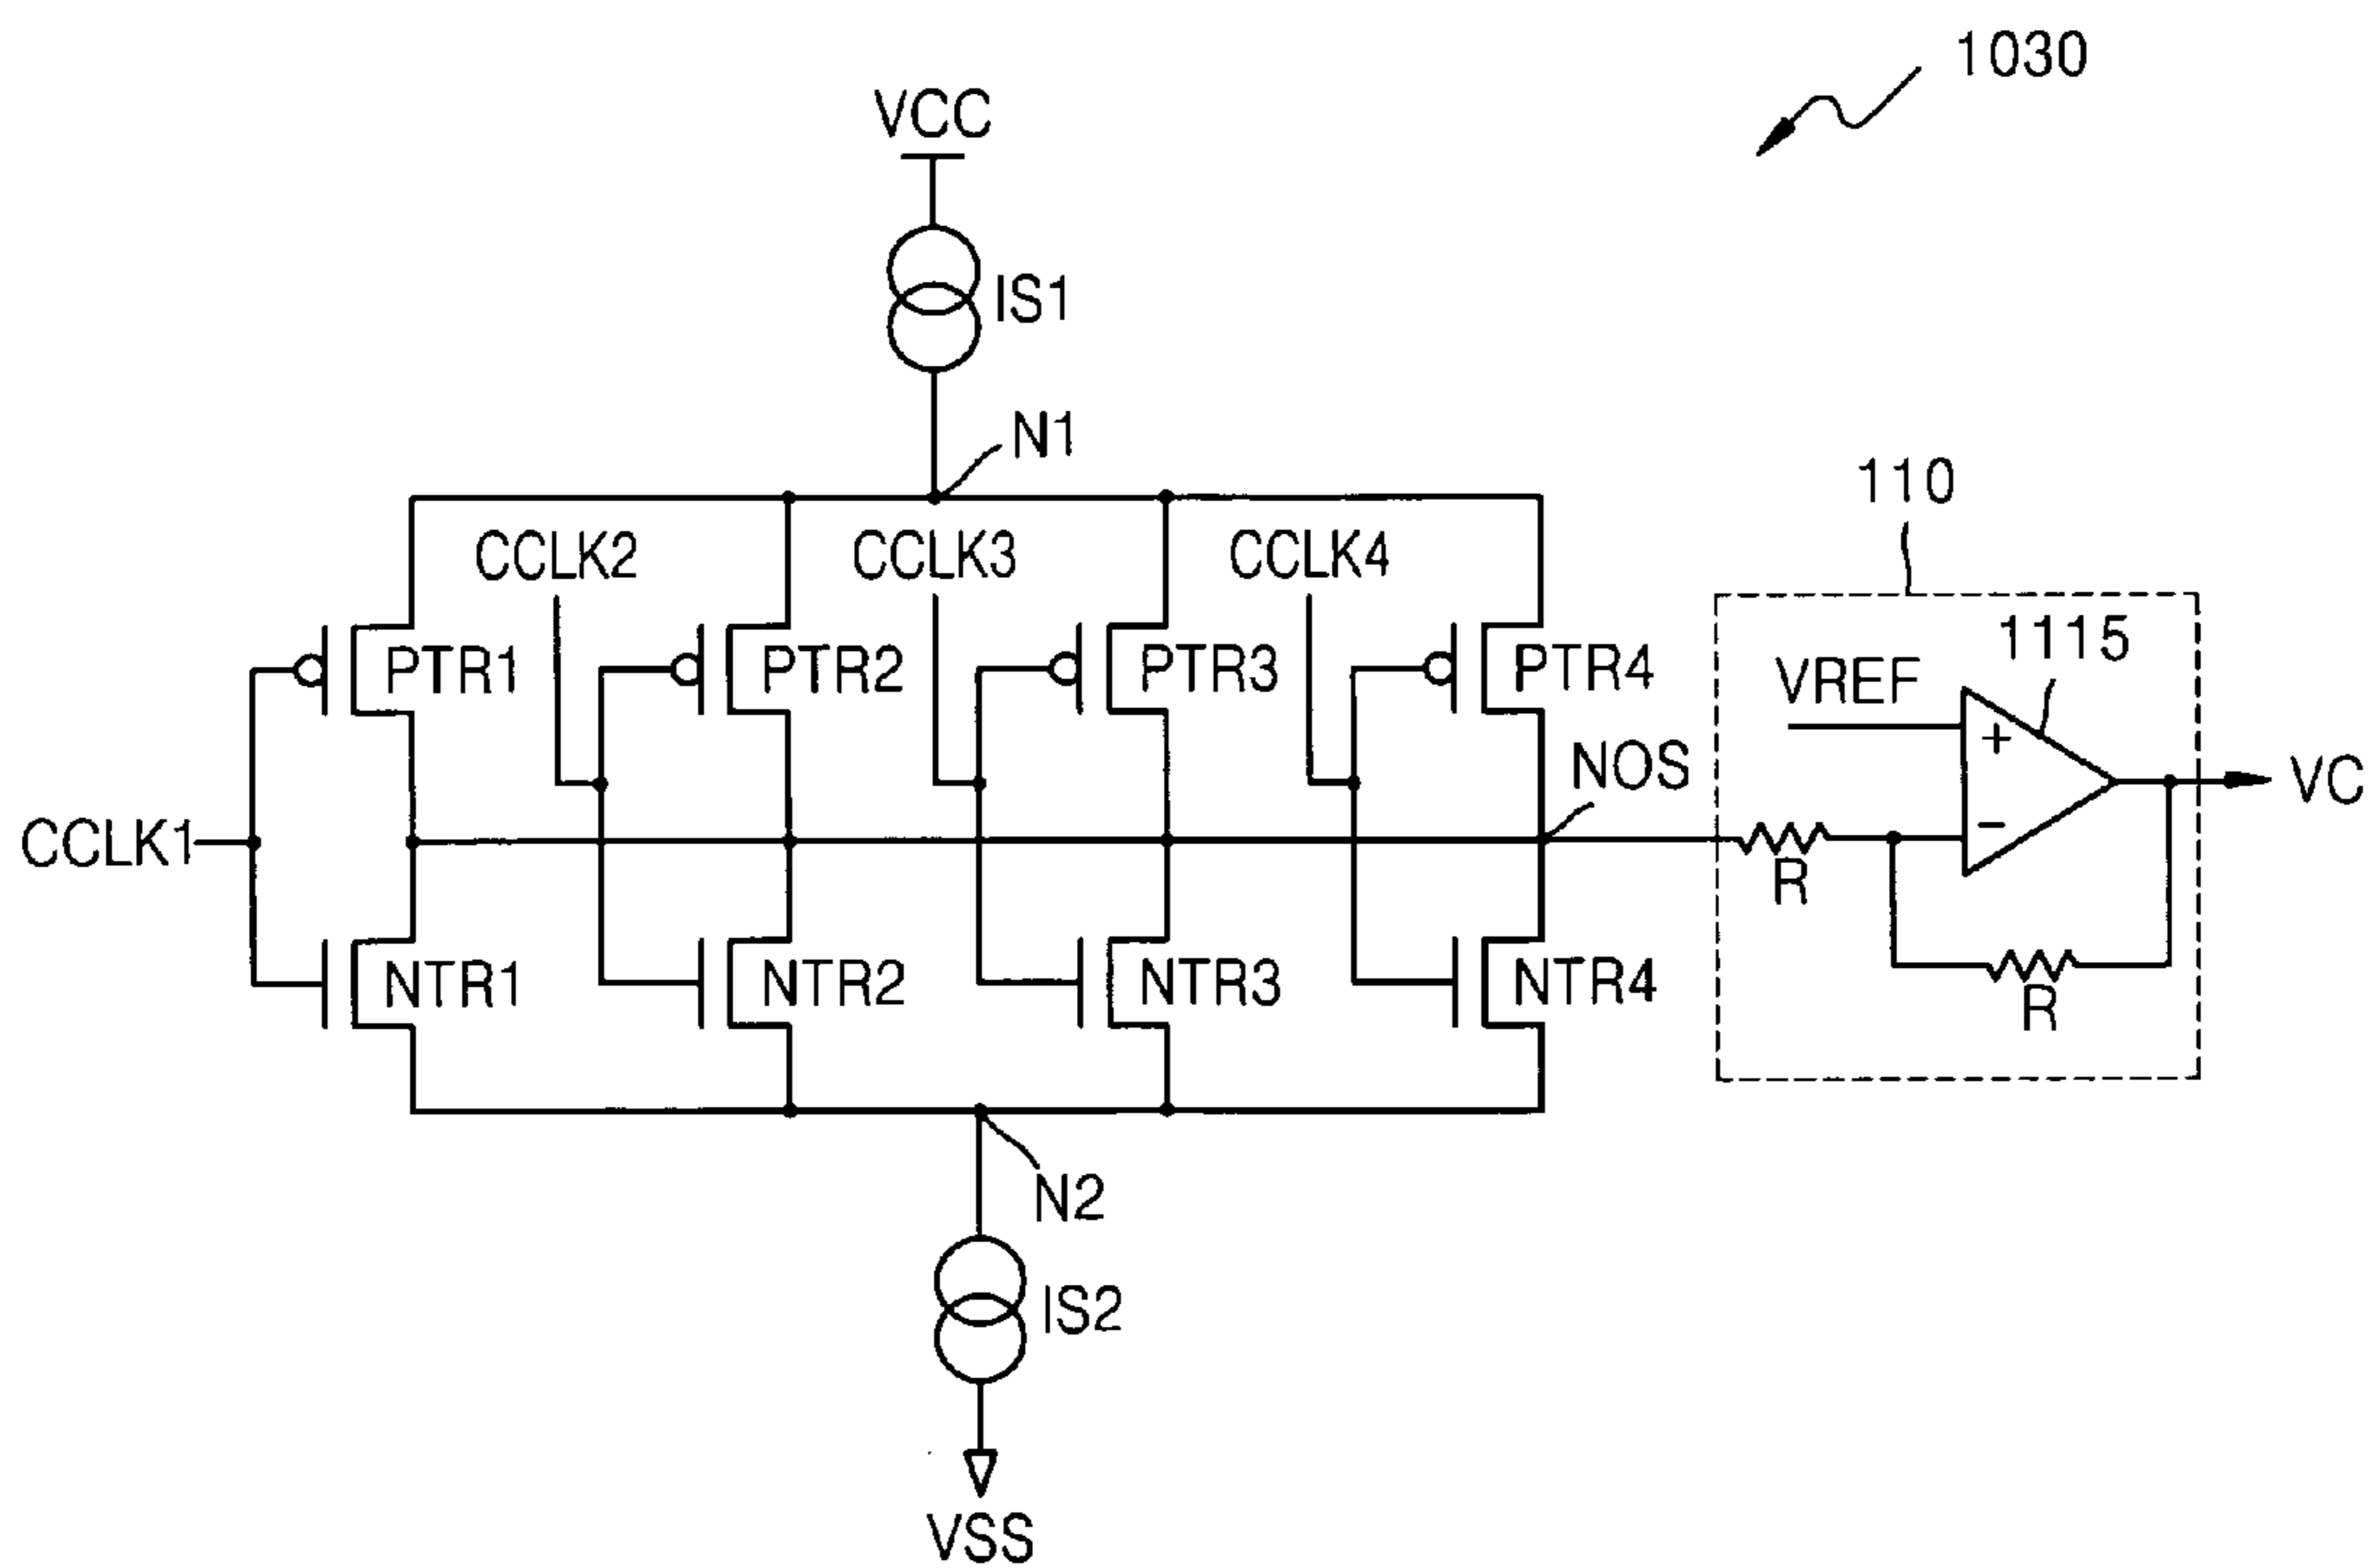 1030
VCC
IS1
N1
110
CCLK2
CCLK3
CCLK4
1115
PTR1
PTR2
PTR3
PTR4
VREF
+
NOS
VC
CCLK1
−
R
NTR1
NTR2
NTR3
NTR4
R
N2
IS2
VSS